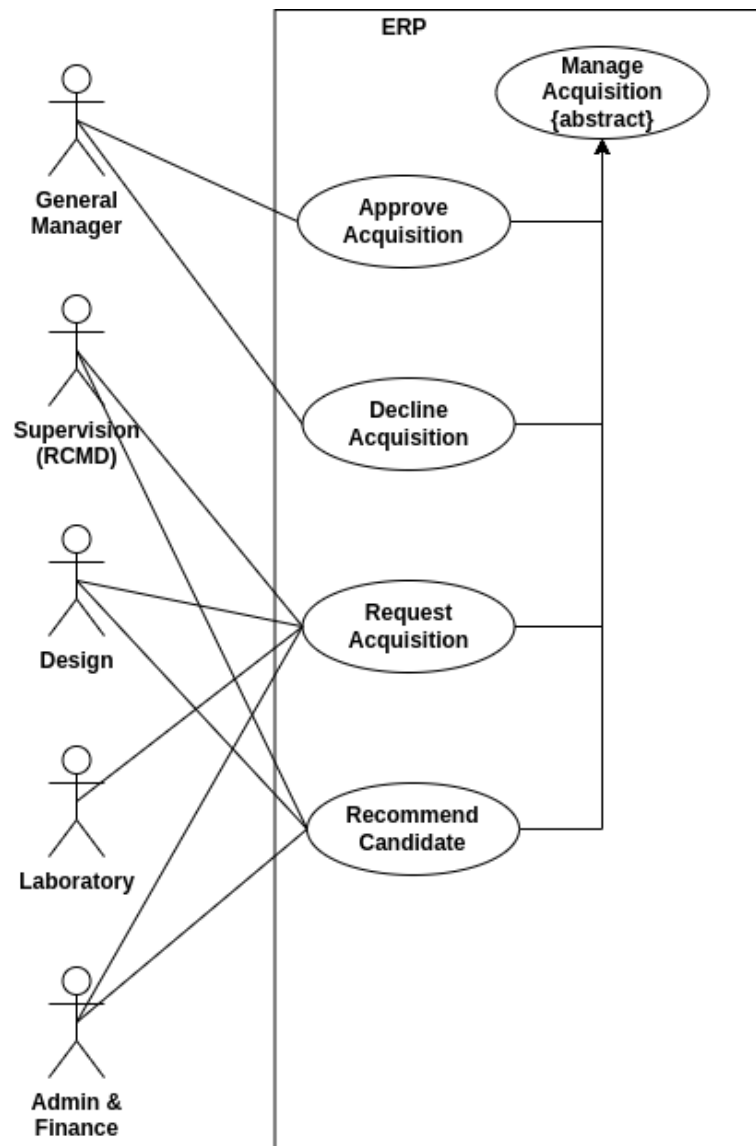 ERP
Manage
Acquisition
{abstract}
General
Manager
Approve
Acquisition
Supervision
(RCMD)
Decline
Acquisition
Design
Request
Acquisition
Laboratory
Recommend
Candidate
Admin &
Finance